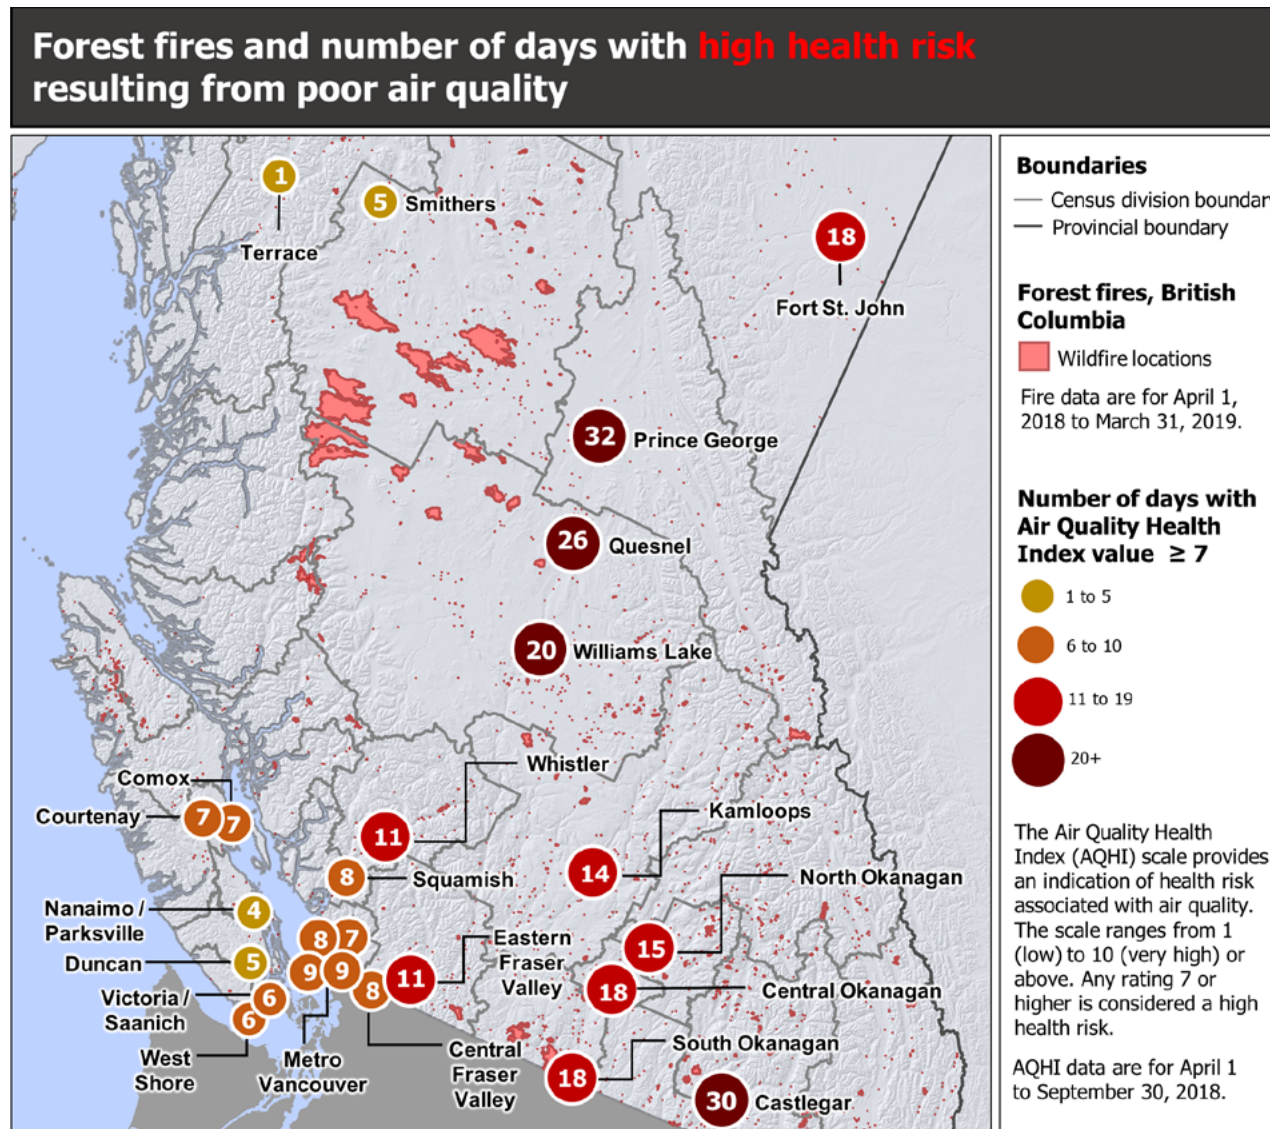 Forest fires and number of days with high health risk
resulting from poor air quality
1
Terrace
5
Smithers
18
Fort St. John
32
Prince George
26
Quesnel
20
Williams Lake
Whistler
Comox
Courtenay
7
7
11
Kamloops
8
Squamish
14
North Okanagan
Nanaimo /
Parksville
4
8
7
Eastern
Fraser
Valley
15
Duncan
5
9
9
8
11
18
Central Okanagan
Victoria /
Saanich
6
6
West
Shore
Metro
Vancouver
Central
Fraser
Valley
South Okanagan
18
30
Castlegar
Boundaries
Census division boundar
Provincial boundary
Forest fires, British
Columbia
Wildfire locations
Fire data are for April 1,
2018 to March 31, 2019.
Number of days with
Air Quality Health
Index value ≥ 7
1 to 5
6 to 10
11 to 19
20+
The Air Quality Health
Index (AQHI) scale provides
an indication of health risk
associated with air quality.
The scale ranges from 1
(low) to 10 (very high) or
above. Any rating 7 or
higher is considered a high
health risk.
AQHI data are for April 1
to September 30, 2018.